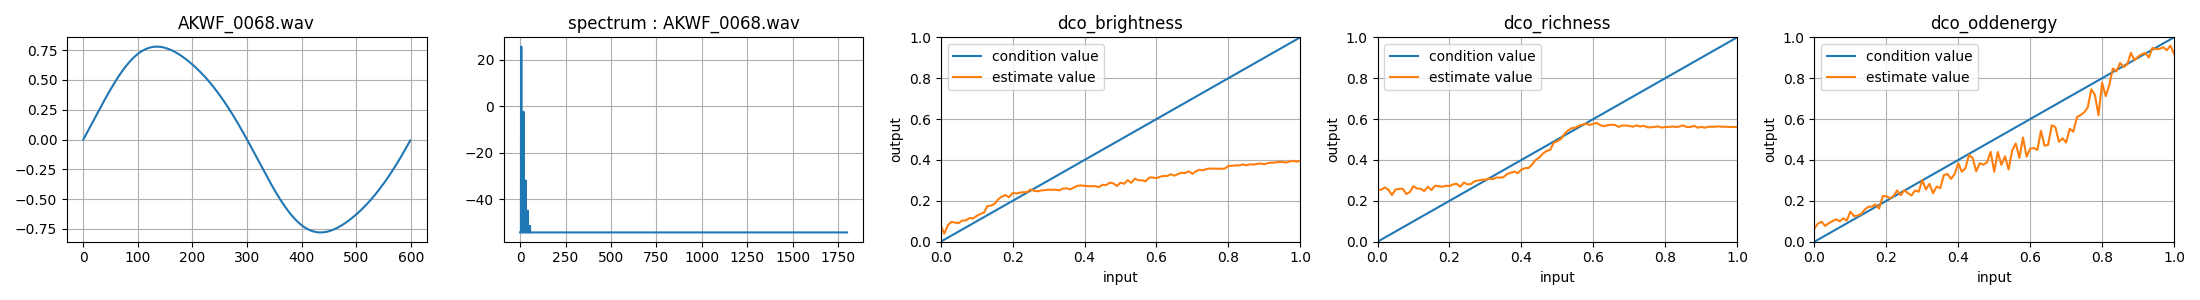 AKWF_0068.wav
0.75
0.50
0.25
0.00
−0.25
−0.50
−0.75
0 100 200 300 400 500 600
spectrum : AKWF_0068.wav
20
0
−20
−40
0 250 500 750 1000 1250 1500 1750
dco_brightness
condition value
estimate value
output
1.0
0.8
0.6
0.4
0.2
0.0
0.0 0.2 0.4 0.6 0.8 1.0
input
dco_richness
condition value
estimate value
output
1.0
0.8
0.6
0.4
0.2
0.0
0.0 0.2 0.4 0.6 0.8 1.0
input
dco_oddenergy
condition value
estimate value
output
1.0
0.8
0.6
0.4
0.2
0.0
0.0 0.2 0.4 0.6 0.8 1.0
input